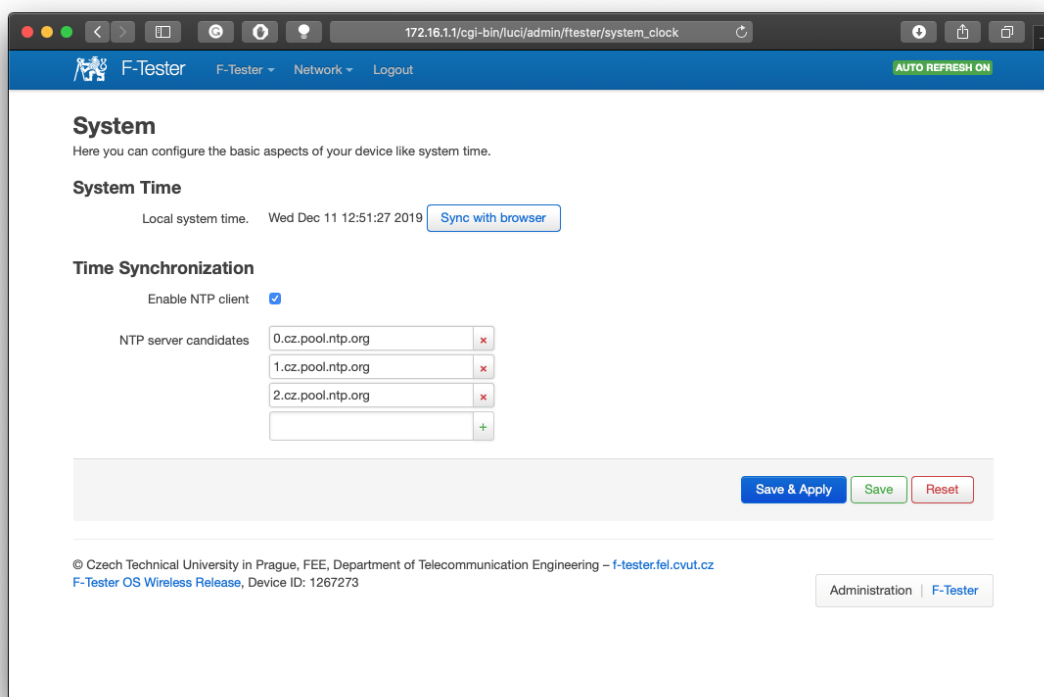 172.16.1.1/cgi-bin/luci/admin/ftester/system_clock
F-Tester F-Tester Network Logout AUTO REFRESH ON
System
Here you can configure the basic aspects of your device like system time.
System Time
Local system time. Wed Dec 11 12:51:27 2019 Sync with browser
Time Synchronization
Enable NTP client
NTP server candidates 0.cz.pool.ntp.org ×
1.cz.pool.ntp.org ×
2.cz.pool.ntp.org ×
+
Save & Apply Save Reset
© Czech Technical University in Prague, FEE, Department of Telecommunication Engineering – f-tester.fel.cvut.cz
F-Tester OS Wireless Release, Device ID: 1267273
Administration | F-Tester